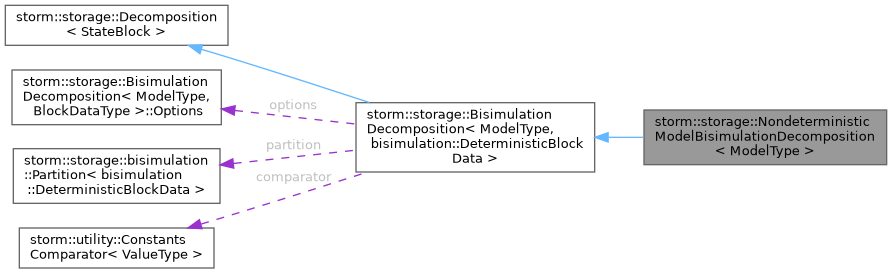 storm::storage::Decomposition
< StateBlock >
storm::storage::Bisimulation
Decomposition< ModelType,
BlockDataType >::Options
options
storm::storage::Bisimulation
Decomposition< ModelType,
bisimulation::DeterministicBlock
Data >
storm::storage::Nondeterministic
ModelBisimulationDecomposition
< ModelType >
partition
storm::storage::bisimulation
::Partition< bisimulation
::DeterministicBlockData >
comparator
storm::utility::Constants
Comparator< ValueType >